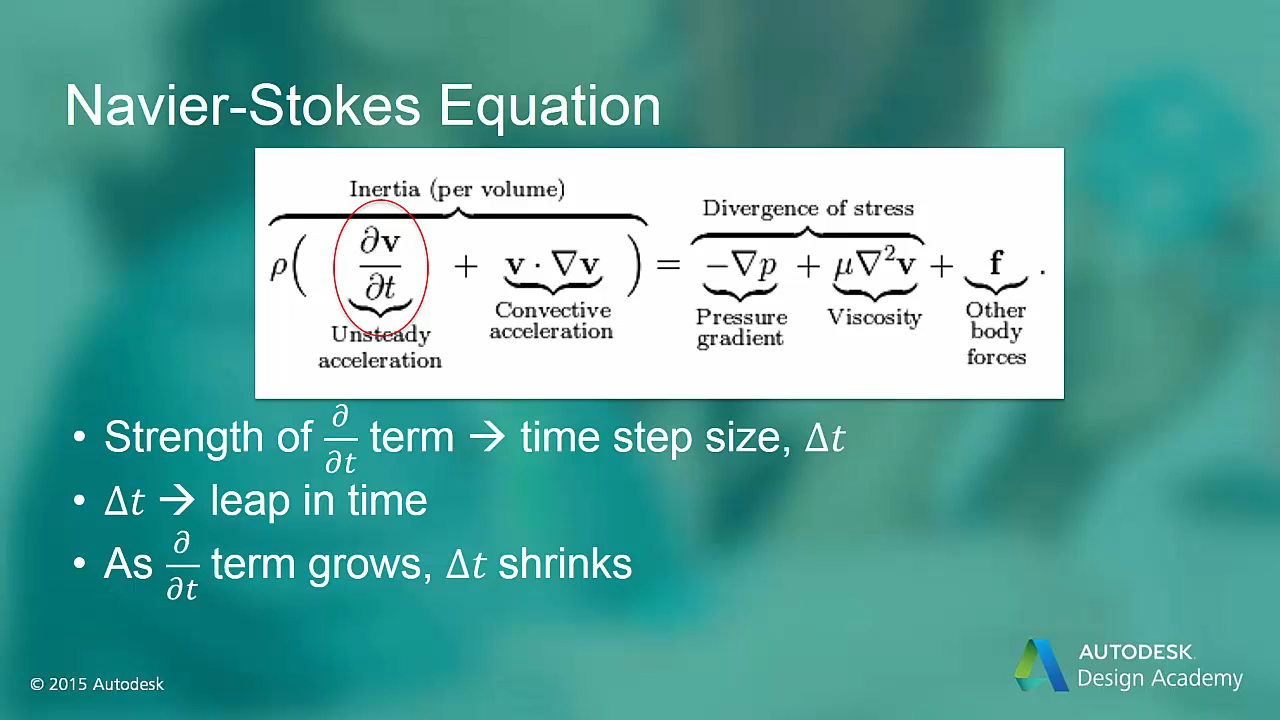 Navier-Stokes Equation
Inertia (per volume)
Divergence of stress
ρ( ∂v/∂t + v · ∇v ) = −∇p + μ∇²v + f .
Unsteady acceleration
Convective acceleration
Pressure gradient
Viscosity
Other body forces
• Strength of ∂/∂t term → time step size, Δt
• Δt → leap in time
• As ∂/∂t term grows, Δt shrinks
© 2015 Autodesk
AUTODESK.
Design Academy